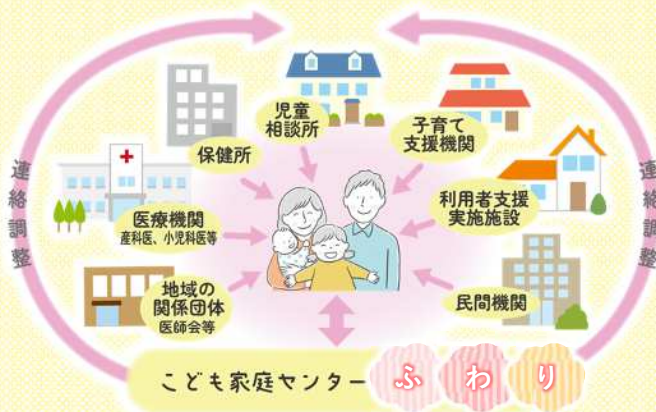 児童
相談所
子育て
支援機関
保健所
利用者支援
実施施設
医療機関
産科医、小児科医等
民間機関
地域の
関係団体
医師会等
連絡調整
連絡調整
こども家庭センター ふわり